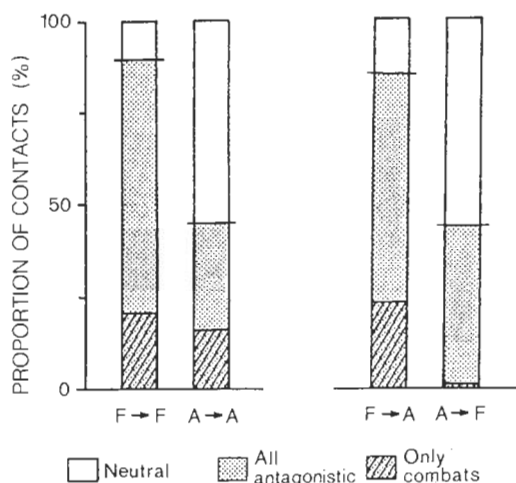 PROPORTION OF CONTACTS (%)
100
50
0
F → F A → A F → A A → F
Neutral All antagonistic Only combats